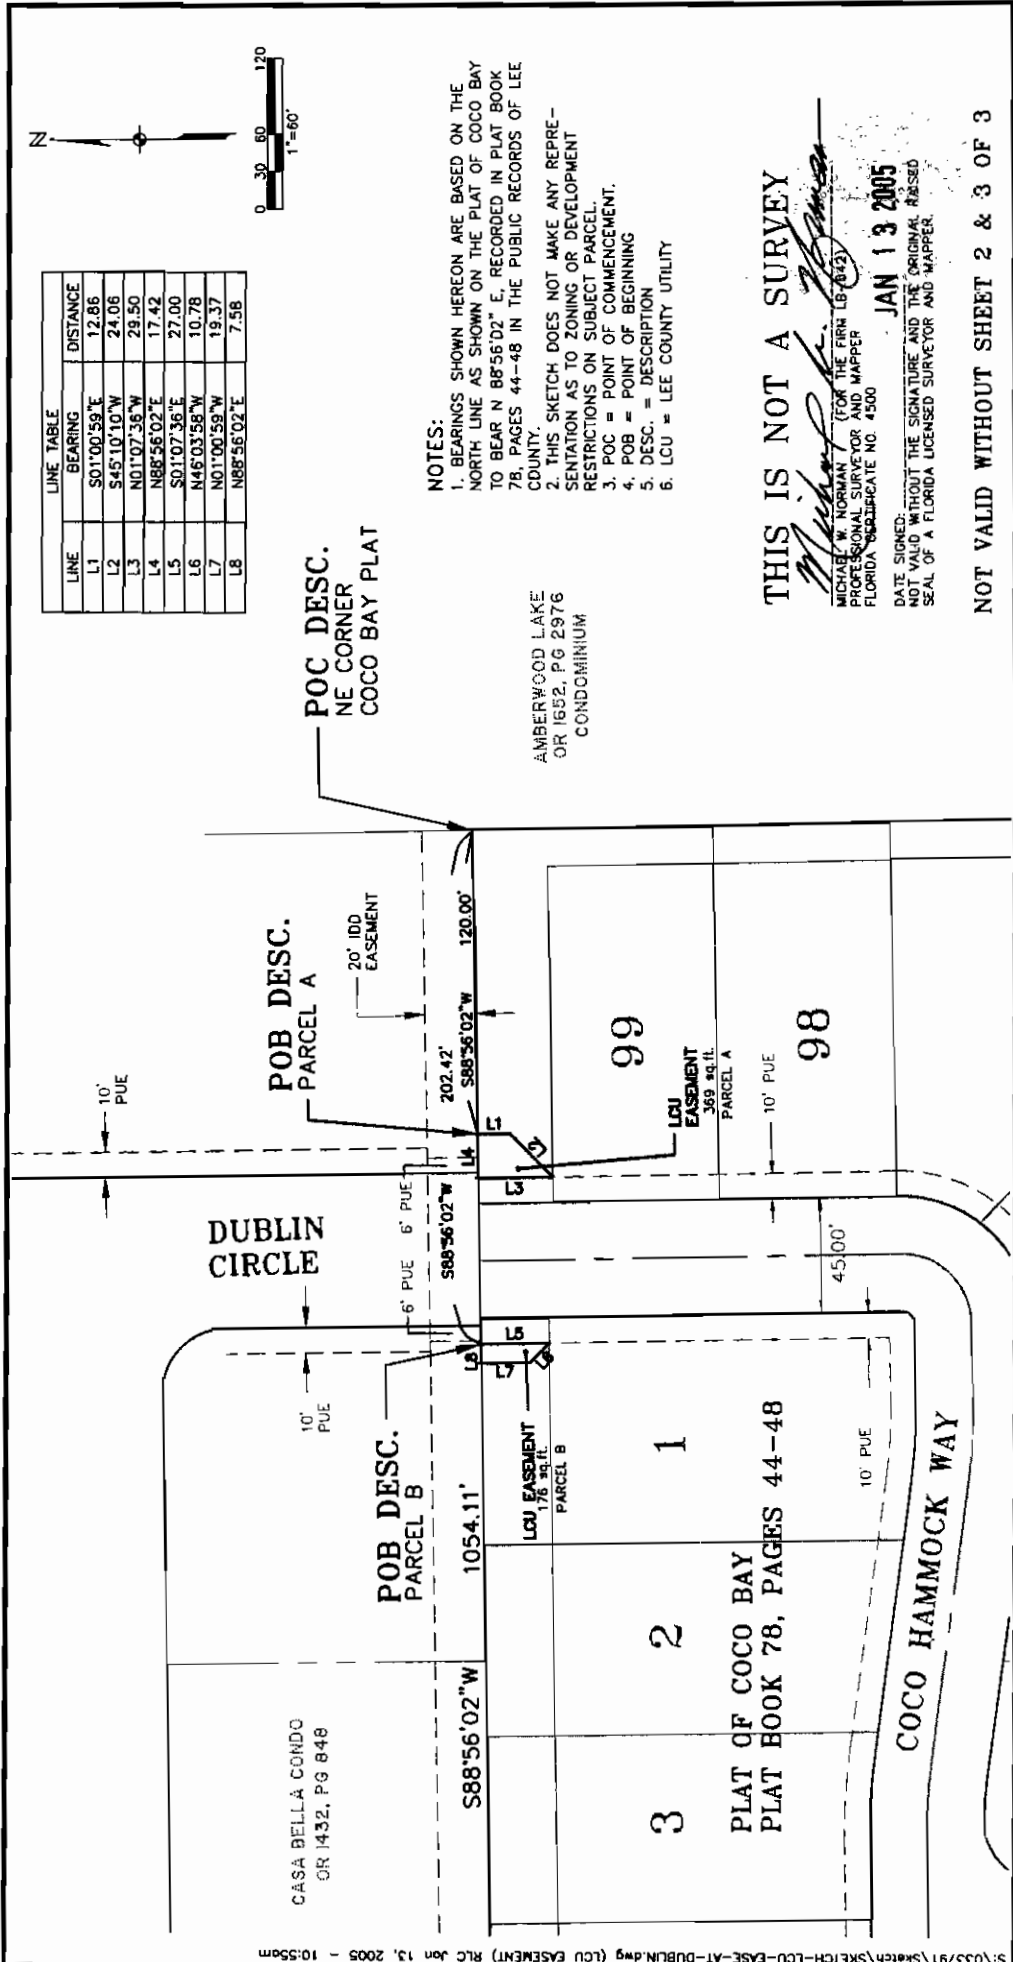 N
0 30 60 120
1"=60'
LINE TABLE
LINE BEARING DISTANCE
L1 S01°00'59"E 12.86
L2 S45°10'10"W 24.06
L3 N01°07'36"W 29.50
L4 N88°56'02"E 17.42
L5 S01°07'36"E 27.00
L6 N46°03'58"W 10.78
L7 N01°00'59"W 19.37
L8 N88°56'02"E 7.58
NOTES:
1. BEARINGS SHOWN HEREON ARE BASED ON THE
NORTH LINE AS SHOWN ON THE PLAT OF COCO BAY
TO BEAR N 88°56'02" E, RECORDED IN PLAT BOOK
78, PAGES 44-48 IN THE PUBLIC RECORDS OF LEE
COUNTY.
2. THIS SKETCH DOES NOT MAKE ANY REPRE-
SENTATION AS TO ZONING OR DEVELOPMENT
RESTRICTIONS ON SUBJECT PARCEL.
3. POC = POINT OF COMMENCEMENT.
4. POB = POINT OF BEGINNING
5. DESC. = DESCRIPTION
6. LCU = LEE COUNTY UTILITY
POC DESC.
NE CORNER
COCO BAY PLAT
AMBERWOOD LAKE
OR 1652, PG 2976
CONDOMINIUM
THIS IS NOT A SURVEY
MICHAEL W. NORMAN (FOR THE FIRM LB-642)
PROFESSIONAL SURVEYOR AND MAPPER
FLORIDA CERTIFICATE NO. 4500
JAN 13 2005
DATE SIGNED:
NOT VALID WITHOUT THE SIGNATURE AND THE ORIGINAL RAISED
SEAL OF A FLORIDA LICENSED SURVEYOR AND MAPPER.
NOT VALID WITHOUT SHEET 2 & 3 OF 3
POB DESC.
PARCEL A
20' IDD
EASEMENT
10'
PUE
DUBLIN
CIRCLE
6' PUE
6' PUE
202.42'
S88°56'02"W
120.00'
S88°56'02"W
L4
L1
L2
L3
LCU
EASEMENT
369 sq.ft.
PARCEL A
99
98
10' PUE
45.00'
10'
PUE
POB DESC.
PARCEL B
L8
L5
L7
L6
LCU EASEMENT
176 sq.ft.
PARCEL B
S88°56'02"W 1054.11'
CASA BELLA CONDO
OR 1432, PG 848
1
2
3
PLAT OF COCO BAY
PLAT BOOK 78, PAGES 44-48
10' PUE
COCO HAMMOCK WAY
S:\033791\Sketch\SKETCH-LCU-EASE-AT-DUBLIN.dwg (LCU EASEMENT) RLC Jan 13, 2005 - 10:55am